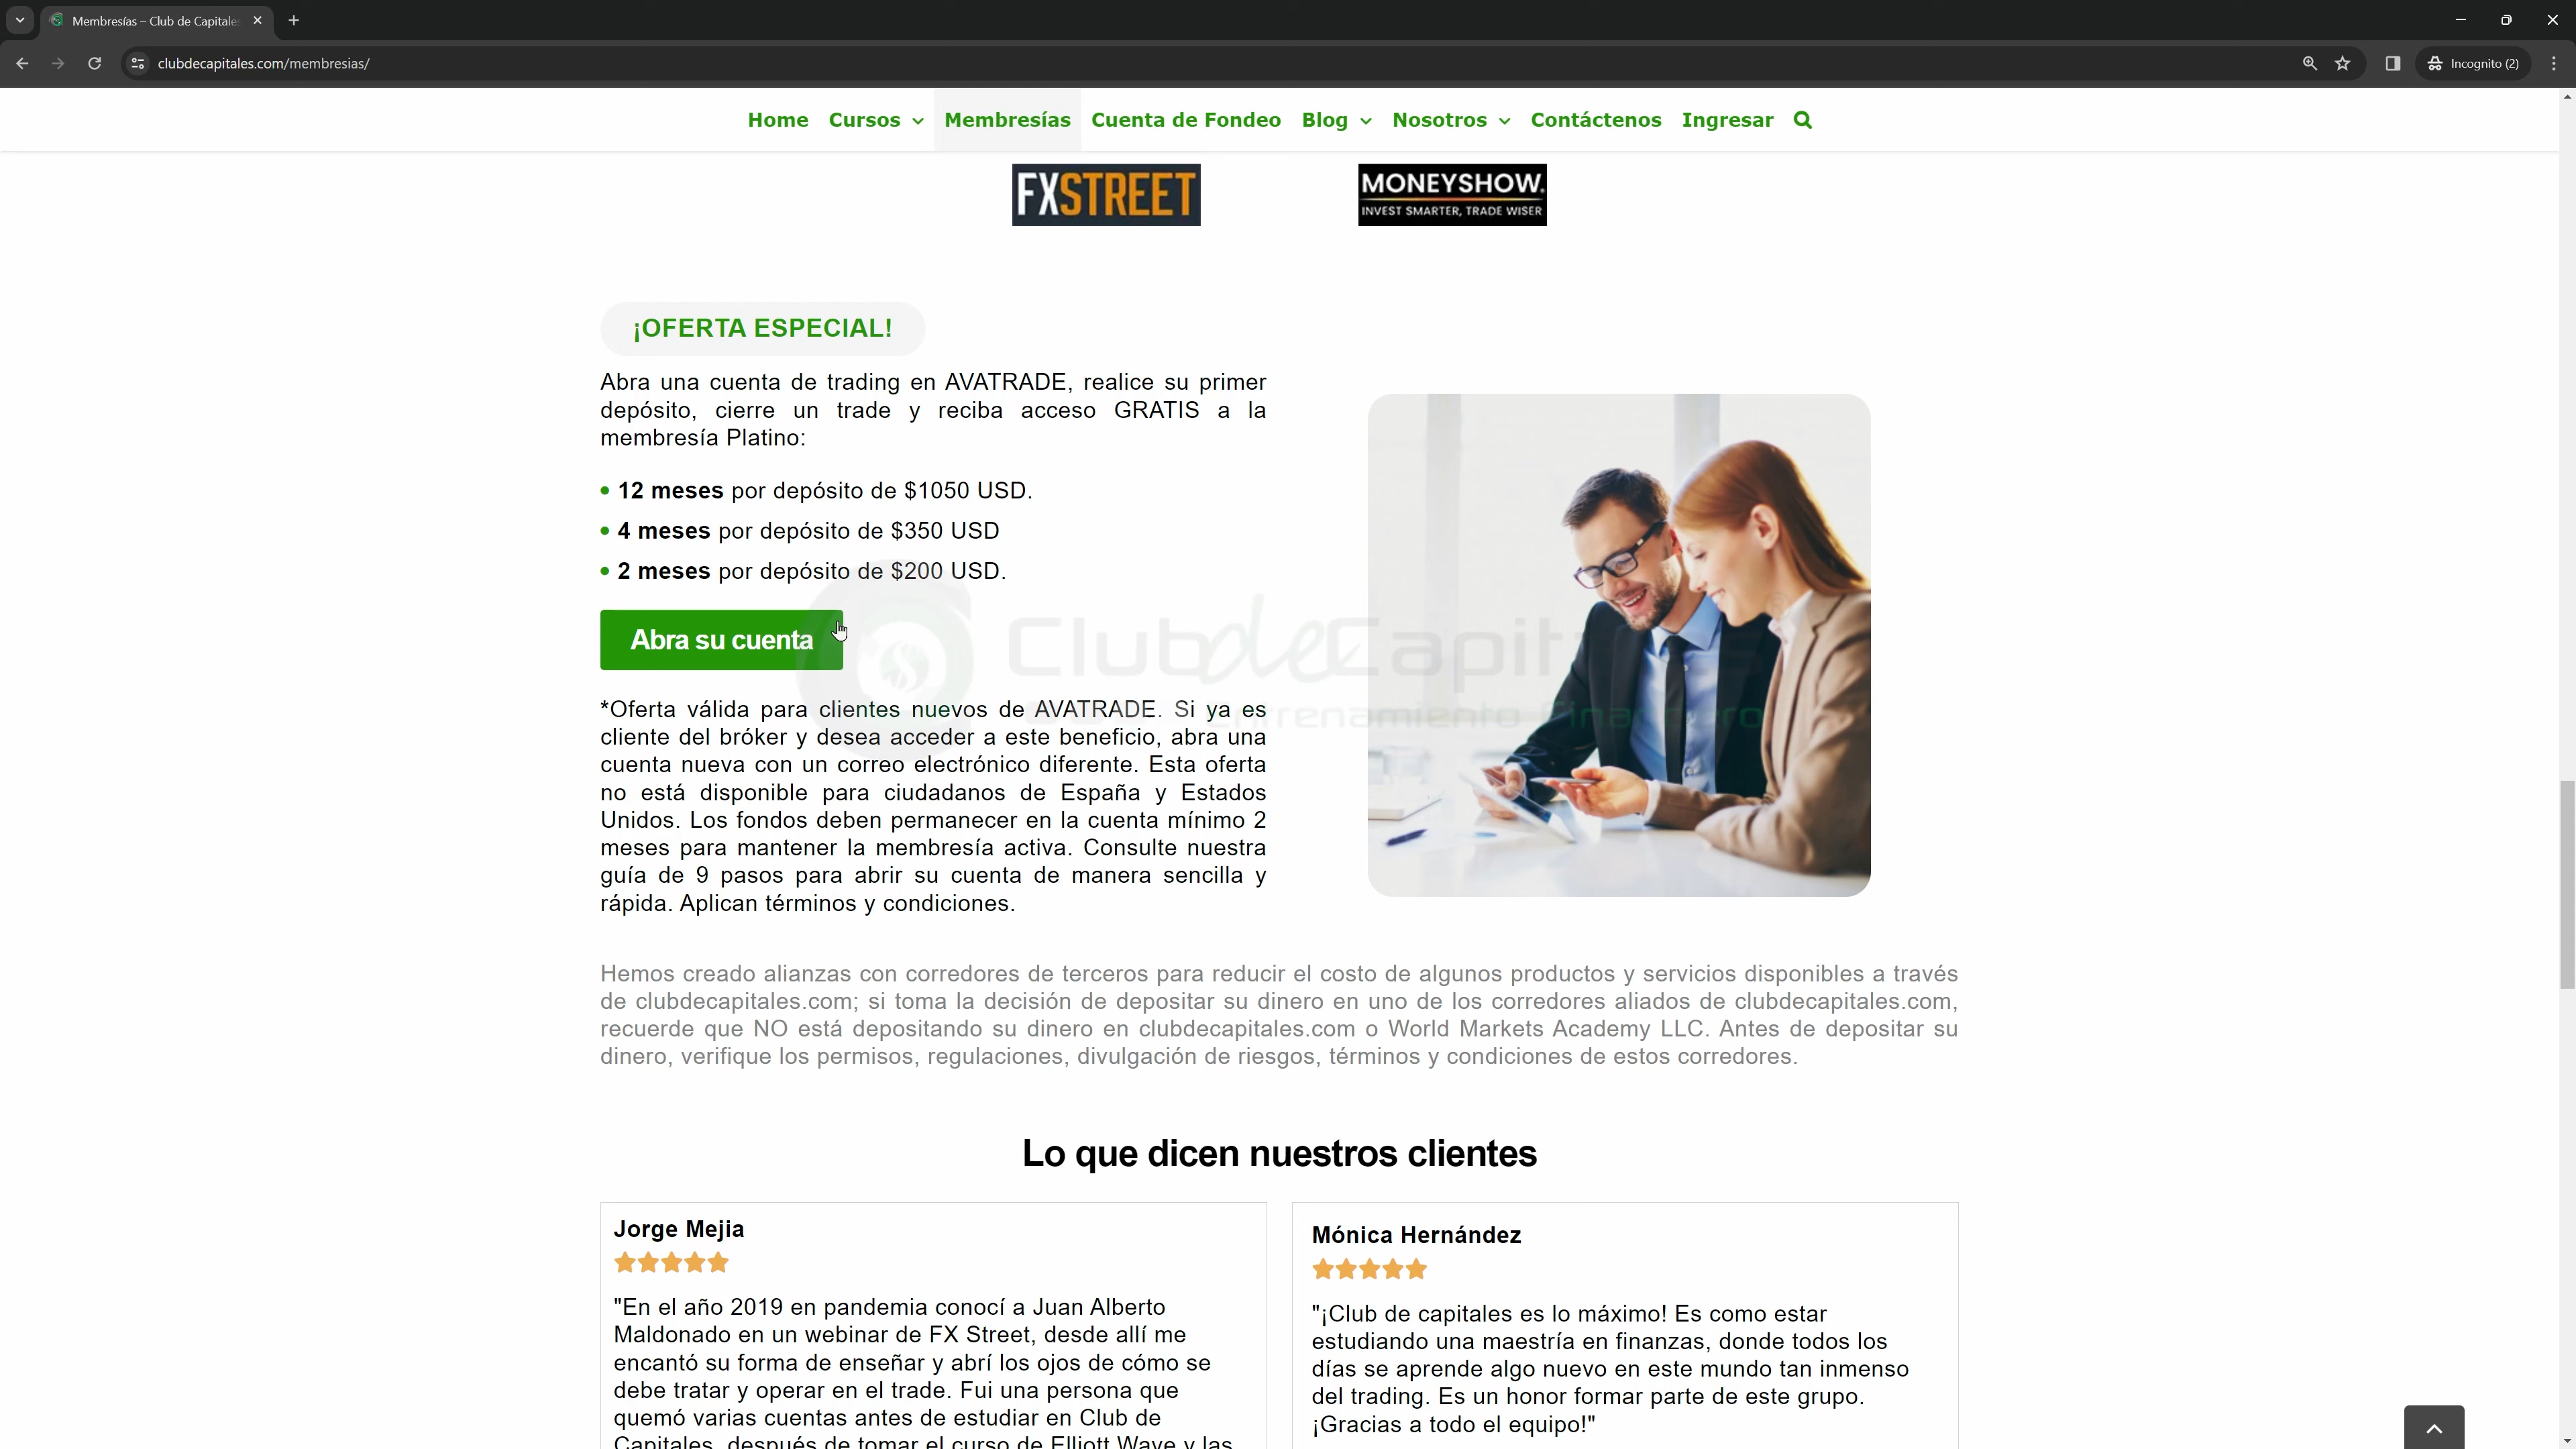 Membresías – Club de Capitales
clubdecapitales.com/membresias/
Incognito (2)
Home Cursos Membresías Cuenta de Fondeo Blog Nosotros Contáctenos Ingresar
FXSTREET
MONEYSHOW.
INVEST SMARTER, TRADE WISER
¡OFERTA ESPECIAL!
Abra una cuenta de trading en AVATRADE, realice su primer
depósito, cierre un trade y reciba acceso GRATIS a la
membresía Platino:
• 12 meses por depósito de $1050 USD.
• 4 meses por depósito de $350 USD
• 2 meses por depósito de $200 USD.
Abra su cuenta
Club de Capit
Entrenamiento Financiero
*Oferta válida para clientes nuevos de AVATRADE. Si ya es
cliente del bróker y desea acceder a este beneficio, abra una
cuenta nueva con un correo electrónico diferente. Esta oferta
no está disponible para ciudadanos de España y Estados
Unidos. Los fondos deben permanecer en la cuenta mínimo 2
meses para mantener la membresía activa. Consulte nuestra
guía de 9 pasos para abrir su cuenta de manera sencilla y
rápida. Aplican términos y condiciones.
Hemos creado alianzas con corredores de terceros para reducir el costo de algunos productos y servicios disponibles a través
de clubdecapitales.com; si toma la decisión de depositar su dinero en uno de los corredores aliados de clubdecapitales.com,
recuerde que NO está depositando su dinero en clubdecapitales.com o World Markets Academy LLC. Antes de depositar su
dinero, verifique los permisos, regulaciones, divulgación de riesgos, términos y condiciones de estos corredores.
Lo que dicen nuestros clientes
Jorge Mejia
"En el año 2019 en pandemia conocí a Juan Alberto
Maldonado en un webinar de FX Street, desde allí me
encantó su forma de enseñar y abrí los ojos de cómo se
debe tratar y operar en el trade. Fui una persona que
quemó varias cuentas antes de estudiar en Club de
Capitales, después de tomar el curso de Elliott Wave y las
Mónica Hernández
"¡Club de capitales es lo máximo! Es como estar
estudiando una maestría en finanzas, donde todos los
días se aprende algo nuevo en este mundo tan inmenso
del trading. Es un honor formar parte de este grupo.
¡Gracias a todo el equipo!"